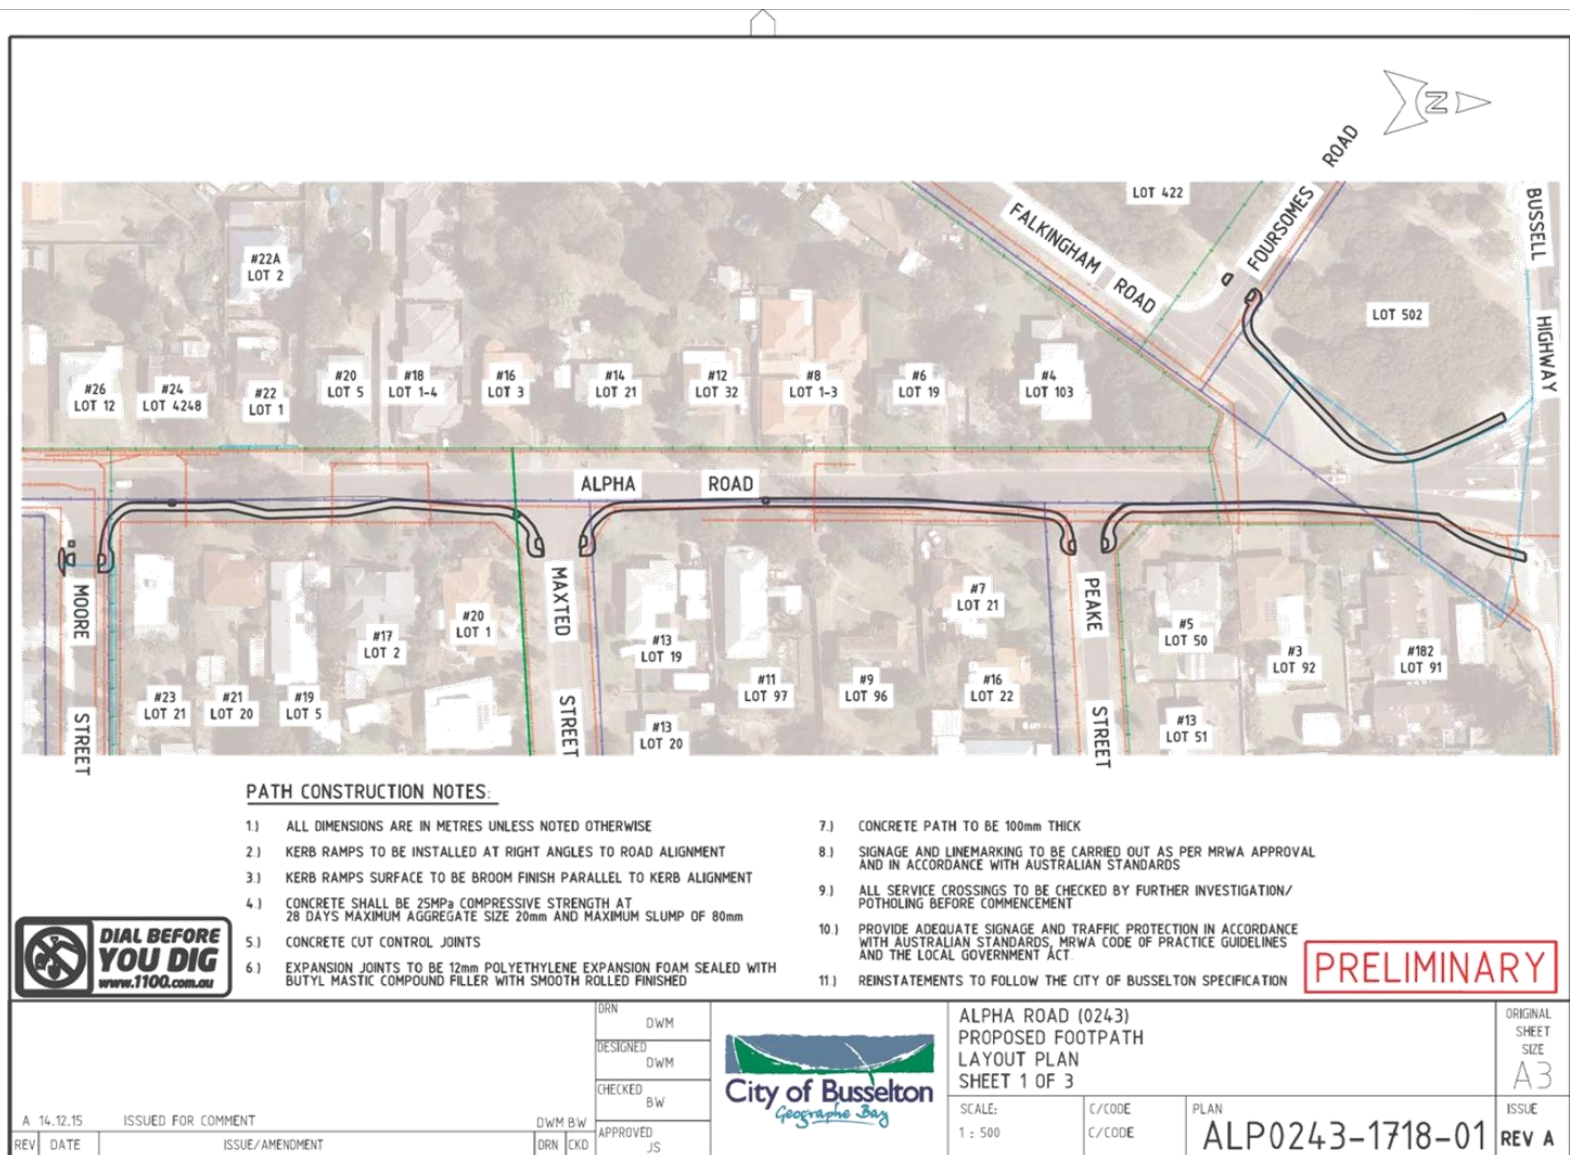 N
ROAD
FOURSOMES
LOT 422
FALKINGHAM
ROAD
BUSSELL
HIGHWAY
LOT 502
#22A
LOT 2
#26
LOT 12
#24
LOT 4248
#22
LOT 1
#20
LOT 5
#18
LOT 1-4
#16
LOT 3
#14
LOT 21
#12
LOT 32
#8
LOT 1-3
#6
LOT 19
#4
LOT 103
ALPHA ROAD
MOORE
STREET
MAXTED
STREET
PEAKE
STREET
#23
LOT 21
#21
LOT 20
#19
LOT 5
#17
LOT 2
#20
LOT 1
#13
LOT 19
#13
LOT 20
#11
LOT 97
#9
LOT 96
#7
LOT 21
#16
LOT 22
#5
LOT 50
#13
LOT 51
#3
LOT 92
#182
LOT 91
PATH CONSTRUCTION NOTES:
1.) ALL DIMENSIONS ARE IN METRES UNLESS NOTED OTHERWISE
2.) KERB RAMPS TO BE INSTALLED AT RIGHT ANGLES TO ROAD ALIGNMENT
3.) KERB RAMPS SURFACE TO BE BROOM FINISH PARALLEL TO KERB ALIGNMENT
4.) CONCRETE SHALL BE 25MPa COMPRESSIVE STRENGTH AT
28 DAYS MAXIMUM AGGREGATE SIZE 20mm AND MAXIMUM SLUMP OF 80mm
5.) CONCRETE CUT CONTROL JOINTS
6.) EXPANSION JOINTS TO BE 12mm POLYETHYLENE EXPANSION FOAM SEALED WITH
BUTYL MASTIC COMPOUND FILLER WITH SMOOTH ROLLED FINISHED
7.) CONCRETE PATH TO BE 100mm THICK
8.) SIGNAGE AND LINEMARKING TO BE CARRIED OUT AS PER MRWA APPROVAL
AND IN ACCORDANCE WITH AUSTRALIAN STANDARDS
9.) ALL SERVICE CROSSINGS TO BE CHECKED BY FURTHER INVESTIGATION/
POTHOLING BEFORE COMMENCEMENT
10.) PROVIDE ADEQUATE SIGNAGE AND TRAFFIC PROTECTION IN ACCORDANCE
WITH AUSTRALIAN STANDARDS, MRWA CODE OF PRACTICE GUIDELINES
AND THE LOCAL GOVERNMENT ACT.
11.) REINSTATEMENTS TO FOLLOW THE CITY OF BUSSELTON SPECIFICATION
DIAL BEFORE
YOU DIG
www.1100.com.au
PRELIMINARY
A 14.12.15 ISSUED FOR COMMENT DWM BW
REV DATE ISSUE/AMENDMENT DRN CKD
DRN
DWM
DESIGNED
DWM
CHECKED
BW
APPROVED
JS
City of Busselton
Geographe Bay
ALPHA ROAD (0243)
PROPOSED FOOTPATH
LAYOUT PLAN
SHEET 1 OF 3
SCALE:
1 : 500
C/CODE
C/CODE
PLAN
ALP0243-1718-01
ORIGINAL
SHEET
SIZE
A3
ISSUE
REV A